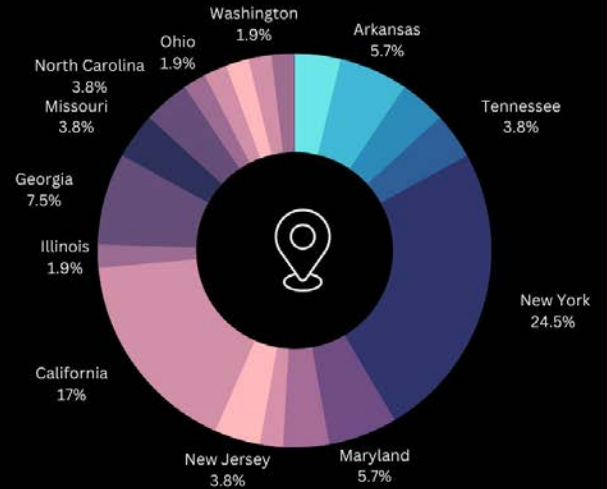 Washington
1.9%
Arkansas
5.7%
Ohio
1.9%
North Carolina
3.8%
Missouri
3.8%
Tennessee
3.8%
Georgia
7.5%
Illinois
1.9%
New York
24.5%
California
17%
New Jersey
3.8%
Maryland
5.7%